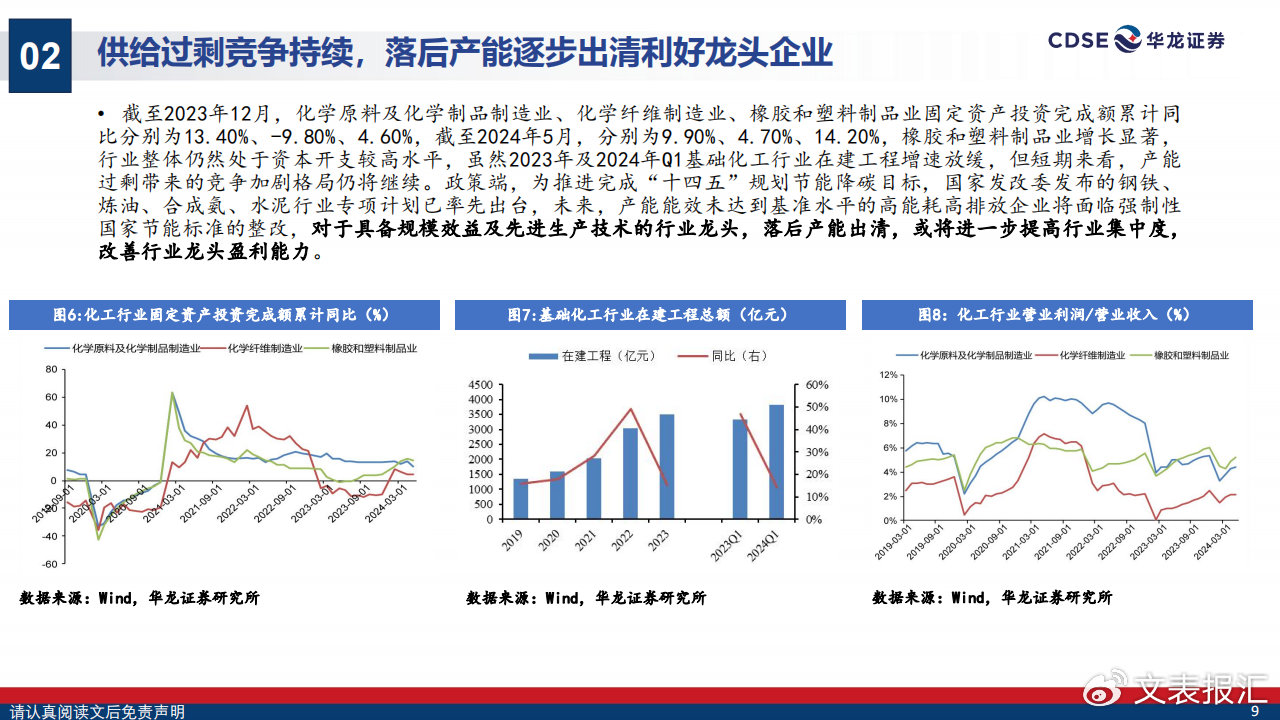 02
供给过剩竞争持续，落后产能逐步出清利好龙头企业
CDSE 华龙证券
• 截至2023年12月，化学原料及化学制品制造业、化学纤维制造业、橡胶和塑料制品业固定资产投资完成额累计同
比分别为13.40%、-9.80%、4.60%，截至2024年5月，分别为9.90%、4.70%、14.20%，橡胶和塑料制品业增长显著，
行业整体仍然处于资本开支较高水平，虽然2023年及2024年Q1基础化工行业在建工程增速放缓，但短期来看，产能
过剩带来的竞争加剧格局仍将继续。政策端，为推进完成“十四五”规划节能降碳目标，国家发改委发布的钢铁、
炼油、合成氨、水泥行业专项计划已率先出台，未来，产能能效未达到基准水平的高能耗高排放企业将面临强制性
国家节能标准的整改，对于具备规模效益及先进生产技术的行业龙头，落后产能出清，或将进一步提高行业集中度，
改善行业龙头盈利能力。
图6:化工行业固定资产投资完成额累计同比（%）
化学原料及化学制品制造业 化学纤维制造业 橡胶和塑料制品业
80
60
40
20
0
-20
-40
-60
2019-09-01 2020-03-01 2020-09-01 2021-03-01 2021-09-01 2022-03-01 2022-09-01 2023-03-01 2023-09-01 2024-03-01
数据来源：Wind，华龙证券研究所
图7:基础化工行业在建工程总额（亿元）
在建工程（亿元） 同比（右）
4500 60%
4000 50%
3500
3000 40%
2500 30%
2000
1500 20%
1000 10%
500
0 0%
2019 2020 2021 2022 2023 2023Q1 2024Q1
数据来源：Wind，华龙证券研究所
图8：化工行业营业利润/营业收入（%）
化学原料及化学制品制造业 化学纤维制造业 橡胶和塑料制品业
12%
10%
8%
6%
4%
2%
0%
2019-03-01 2019-09-01 2020-03-01 2020-09-01 2021-03-01 2021-09-01 2022-03-01 2022-09-01 2023-03-01 2023-09-01 2024-03-01
数据来源：Wind，华龙证券研究所
文表报汇
请认真阅读文后免责声明
9